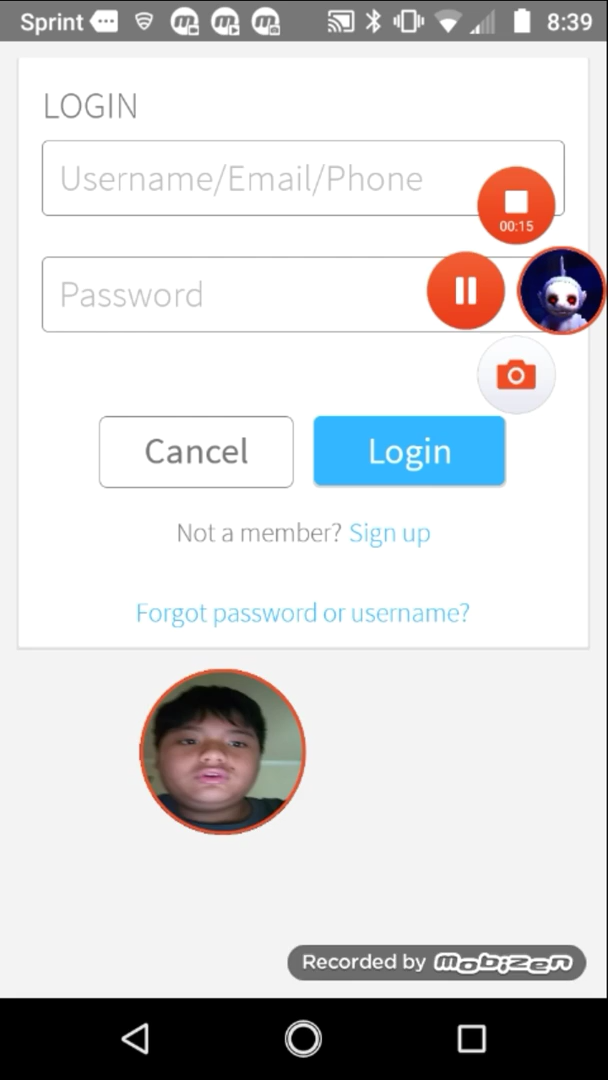 Sprint 8:39
LOGIN
Username/Email/Phone
00:15
Password
Cancel Login
Not a member? Sign up
Forgot password or username?
Recorded by mobizen